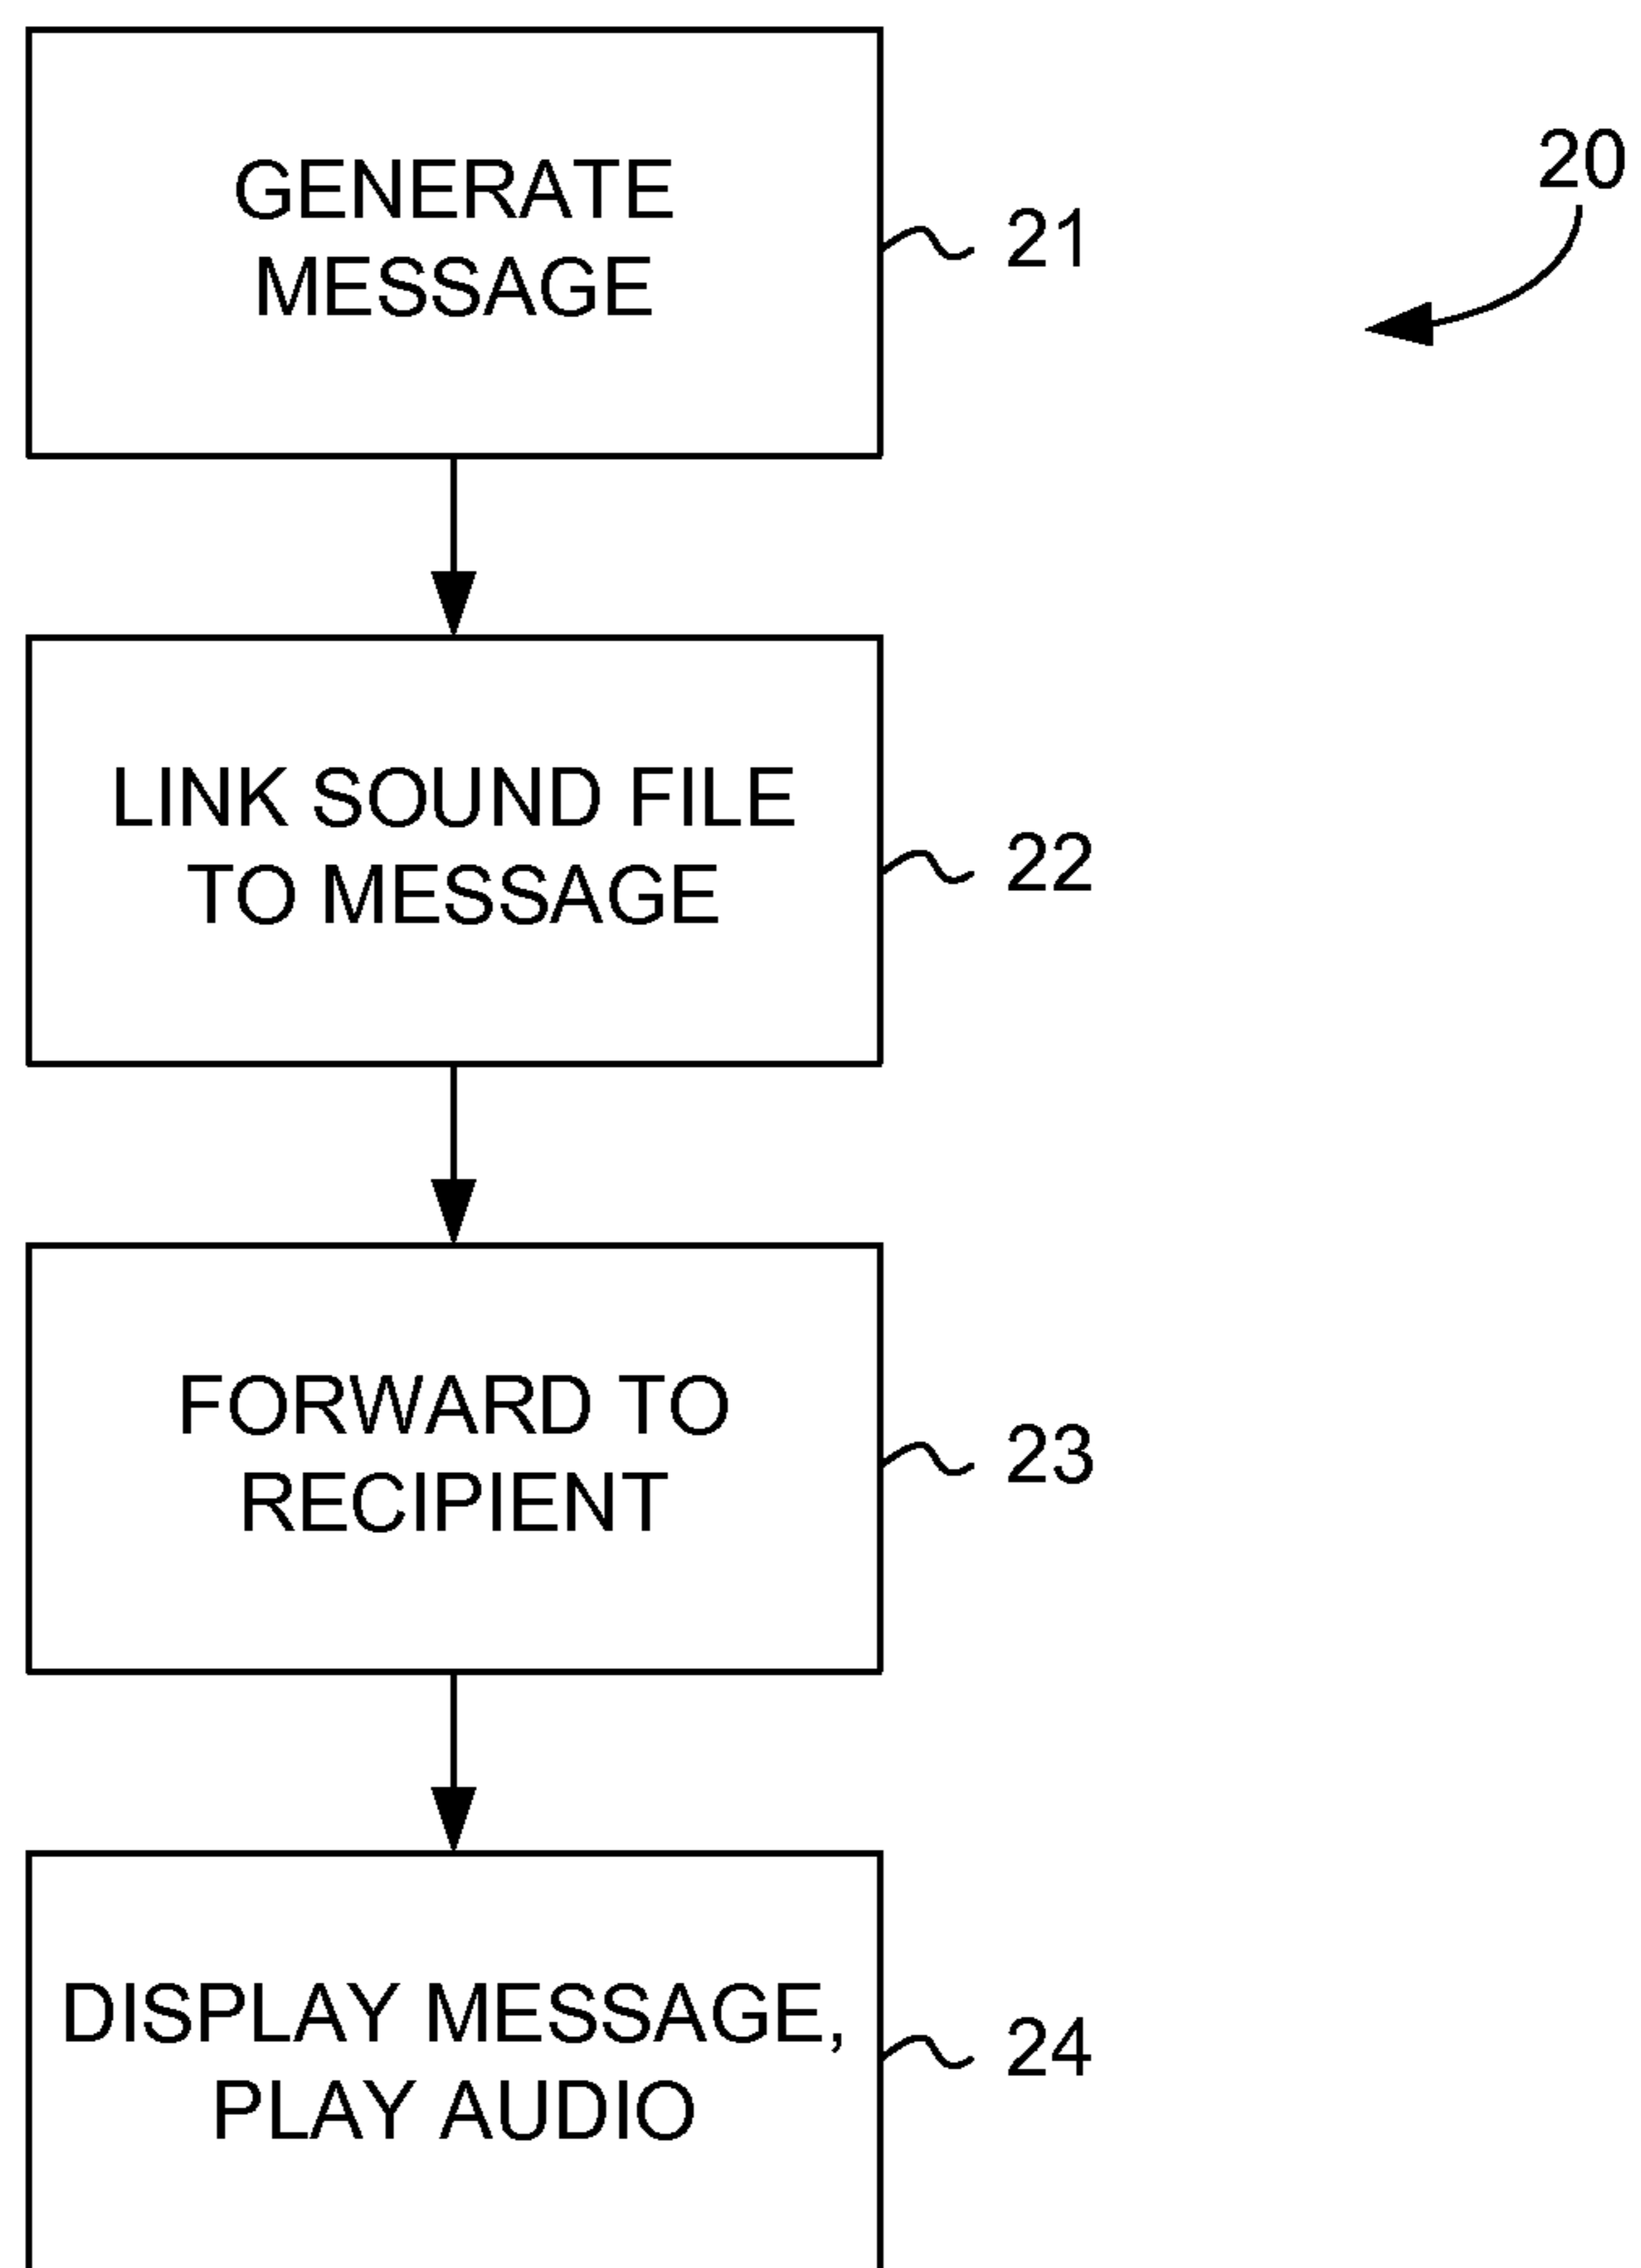 GENERATE
MESSAGE
21
20
LINK SOUND FILE
TO MESSAGE
22
FORWARD TO
RECIPIENT
23
DISPLAY MESSAGE,
PLAY AUDIO
24